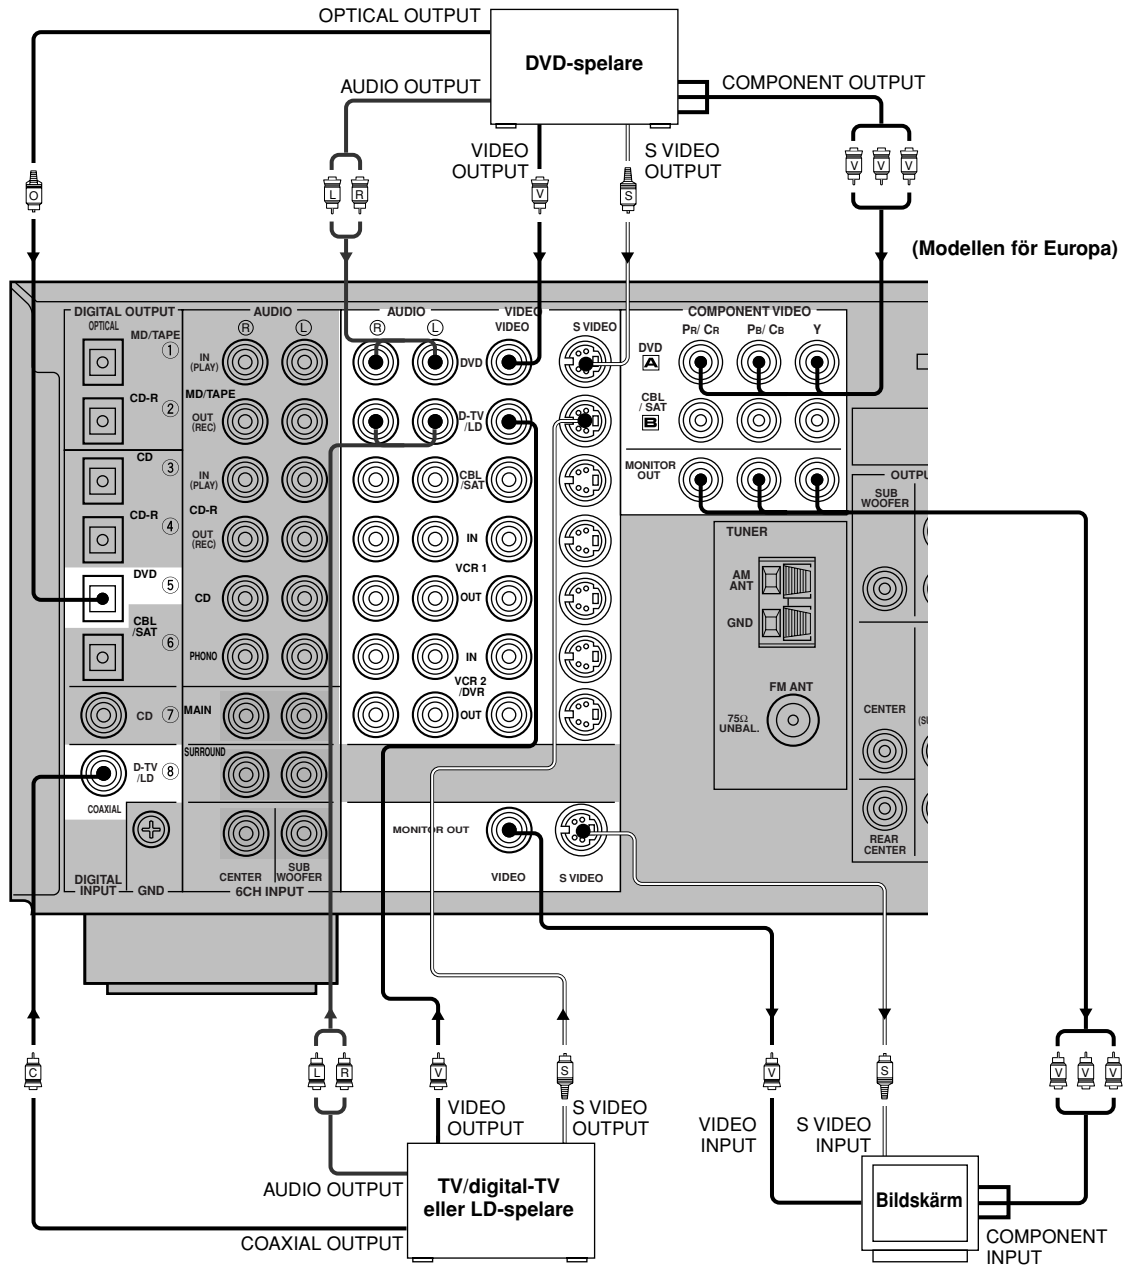 OPTICAL OUTPUT
DVD-spelare
AUDIO OUTPUT
COMPONENT OUTPUT
VIDEO
OUTPUT
S VIDEO
OUTPUT
O
L
R
V
S
V
V
V
(Modellen för Europa)
DIGITAL OUTPUT
OPTICAL
MD/TAPE
①
CD-R
②
CD
③
CD-R
④
DVD
⑤
CBL
/SAT
⑥
CD
⑦
D-TV
/LD
⑧
COAXIAL
DIGITAL
INPUT
GND
AUDIO
R
L
IN
(PLAY)
MD/TAPE
OUT
(REC)
IN
(PLAY)
CD-R
OUT
(REC)
CD
PHONO
MAIN
SURROUND
CENTER
SUB
WOOFER
6CH INPUT
AUDIO
R
L
VIDEO
VIDEO
S VIDEO
DVD
D-TV
/LD
CBL
/SAT
IN
VCR 1
OUT
IN
VCR 2
/DVR
OUT
MONITOR OUT
VIDEO
S VIDEO
COMPONENT VIDEO
PR/ CR
PB/ CB
Y
DVD
A
CBL
/ SAT
B
MONITOR
OUT
TUNER
AM
ANT
GND
FM ANT
75Ω
UNBAL.
OUTPU
SUB
WOOFER
CENTER
(SU
REAR
CENTER
C
L
R
V
S
V
S
V
V
V
VIDEO
OUTPUT
S VIDEO
OUTPUT
VIDEO
INPUT
S VIDEO
INPUT
AUDIO OUTPUT
TV/digital-TV
eller LD-spelare
COAXIAL OUTPUT
Bildskärm
COMPONENT
INPUT